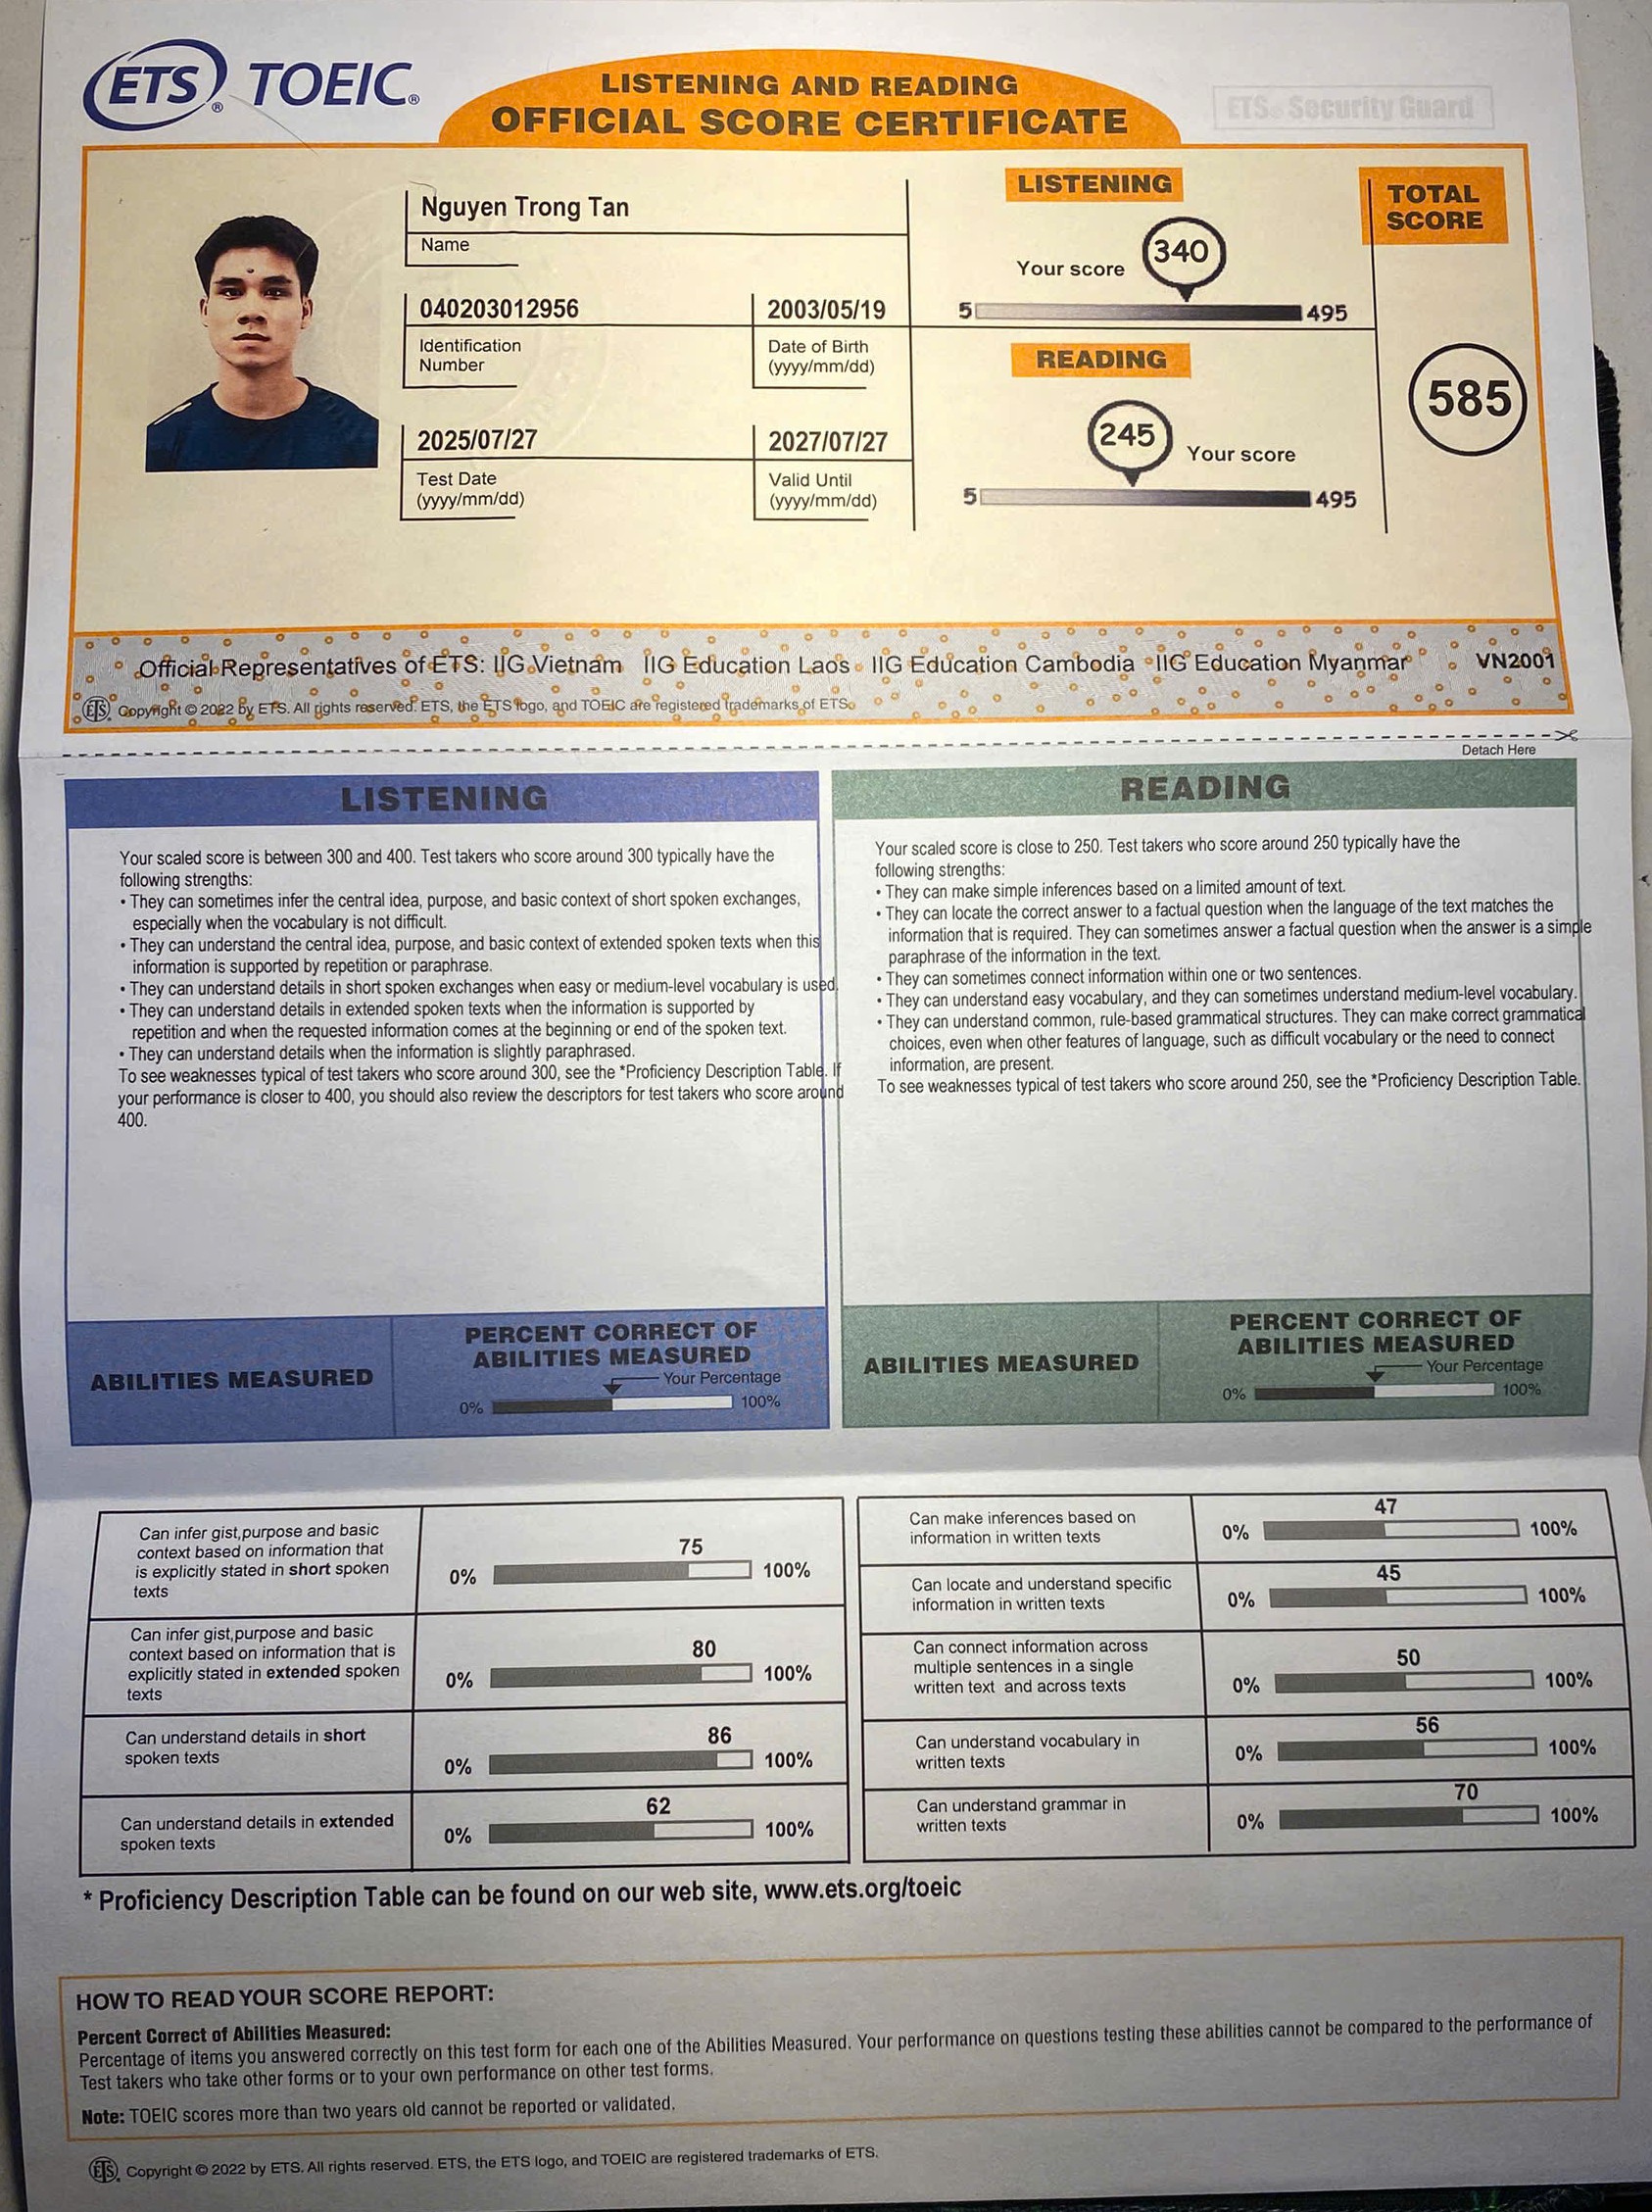 ETS® TOEIC®
LISTENING AND READING
OFFICIAL SCORE CERTIFICATE
ETS® Security Guard
Nguyen Trong Tan
Name
040203012956
Identification
Number
2003/05/19
Date of Birth
(yyyy/mm/dd)
2025/07/27
Test Date
(yyyy/mm/dd)
2027/07/27
Valid Until
(yyyy/mm/dd)
LISTENING
340
Your score
5 495
READING
245
Your score
5 495
TOTAL
SCORE
585
Official Representatives of ETS: IIG Vietnam IIG Education Laos IIG Education Cambodia IIG Education Myanmar VN2001
ETS® Copyright © 2022 by ETS. All rights reserved. ETS, the ETS logo, and TOEIC are registered trademarks of ETS.
Detach Here
LISTENING
Your scaled score is between 300 and 400. Test takers who score around 300 typically have the
following strengths:
• They can sometimes infer the central idea, purpose, and basic context of short spoken exchanges,
especially when the vocabulary is not difficult.
• They can understand the central idea, purpose, and basic context of extended spoken texts when this
information is supported by repetition or paraphrase.
• They can understand details in short spoken exchanges when easy or medium-level vocabulary is used.
• They can understand details in extended spoken texts when the information is supported by
repetition and when the requested information comes at the beginning or end of the spoken text.
• They can understand details when the information is slightly paraphrased.
To see weaknesses typical of test takers who score around 300, see the *Proficiency Description Table. If
your performance is closer to 400, you should also review the descriptors for test takers who score around
400.
READING
Your scaled score is close to 250. Test takers who score around 250 typically have the
following strengths:
• They can make simple inferences based on a limited amount of text.
• They can locate the correct answer to a factual question when the language of the text matches the
information that is required. They can sometimes answer a factual question when the answer is a simple
paraphrase of the information in the text.
• They can sometimes connect information within one or two sentences.
• They can understand easy vocabulary, and they can sometimes understand medium-level vocabulary.
• They can understand common, rule-based grammatical structures. They can make correct grammatical
choices, even when other features of language, such as difficult vocabulary or the need to connect
information, are present.
To see weaknesses typical of test takers who score around 250, see the *Proficiency Description Table.
ABILITIES MEASURED
PERCENT CORRECT OF
ABILITIES MEASURED
Your Percentage
0% 100%
ABILITIES MEASURED
PERCENT CORRECT OF
ABILITIES MEASURED
Your Percentage
0% 100%
Can infer gist,purpose and basic
context based on information that
is explicitly stated in short spoken
texts
75
0% 100%
Can infer gist,purpose and basic
context based on information that is
explicitly stated in extended spoken
texts
80
0% 100%
Can understand details in short
spoken texts
86
0% 100%
Can understand details in extended
spoken texts
62
0% 100%
Can make inferences based on
information in written texts
47
0% 100%
Can locate and understand specific
information in written texts
45
0% 100%
Can connect information across
multiple sentences in a single
written text and across texts
50
0% 100%
Can understand vocabulary in
written texts
56
0% 100%
Can understand grammar in
written texts
70
0% 100%
* Proficiency Description Table can be found on our web site, www.ets.org/toeic
HOW TO READ YOUR SCORE REPORT:
Percent Correct of Abilities Measured:
Percentage of items you answered correctly on this test form for each one of the Abilities Measured. Your performance on questions testing these abilities cannot be compared to the performance of
Test takers who take other forms or to your own performance on other test forms.
Note: TOEIC scores more than two years old cannot be reported or validated.
ETS® Copyright © 2022 by ETS. All rights reserved. ETS, the ETS logo, and TOEIC are registered trademarks of ETS.